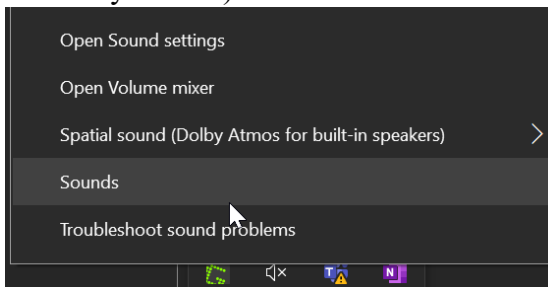 Open Sound settings
Open Volume mixer
Spatial sound (Dolby Atmos for built-in speakers)
Sounds
Troubleshoot sound problems
T N